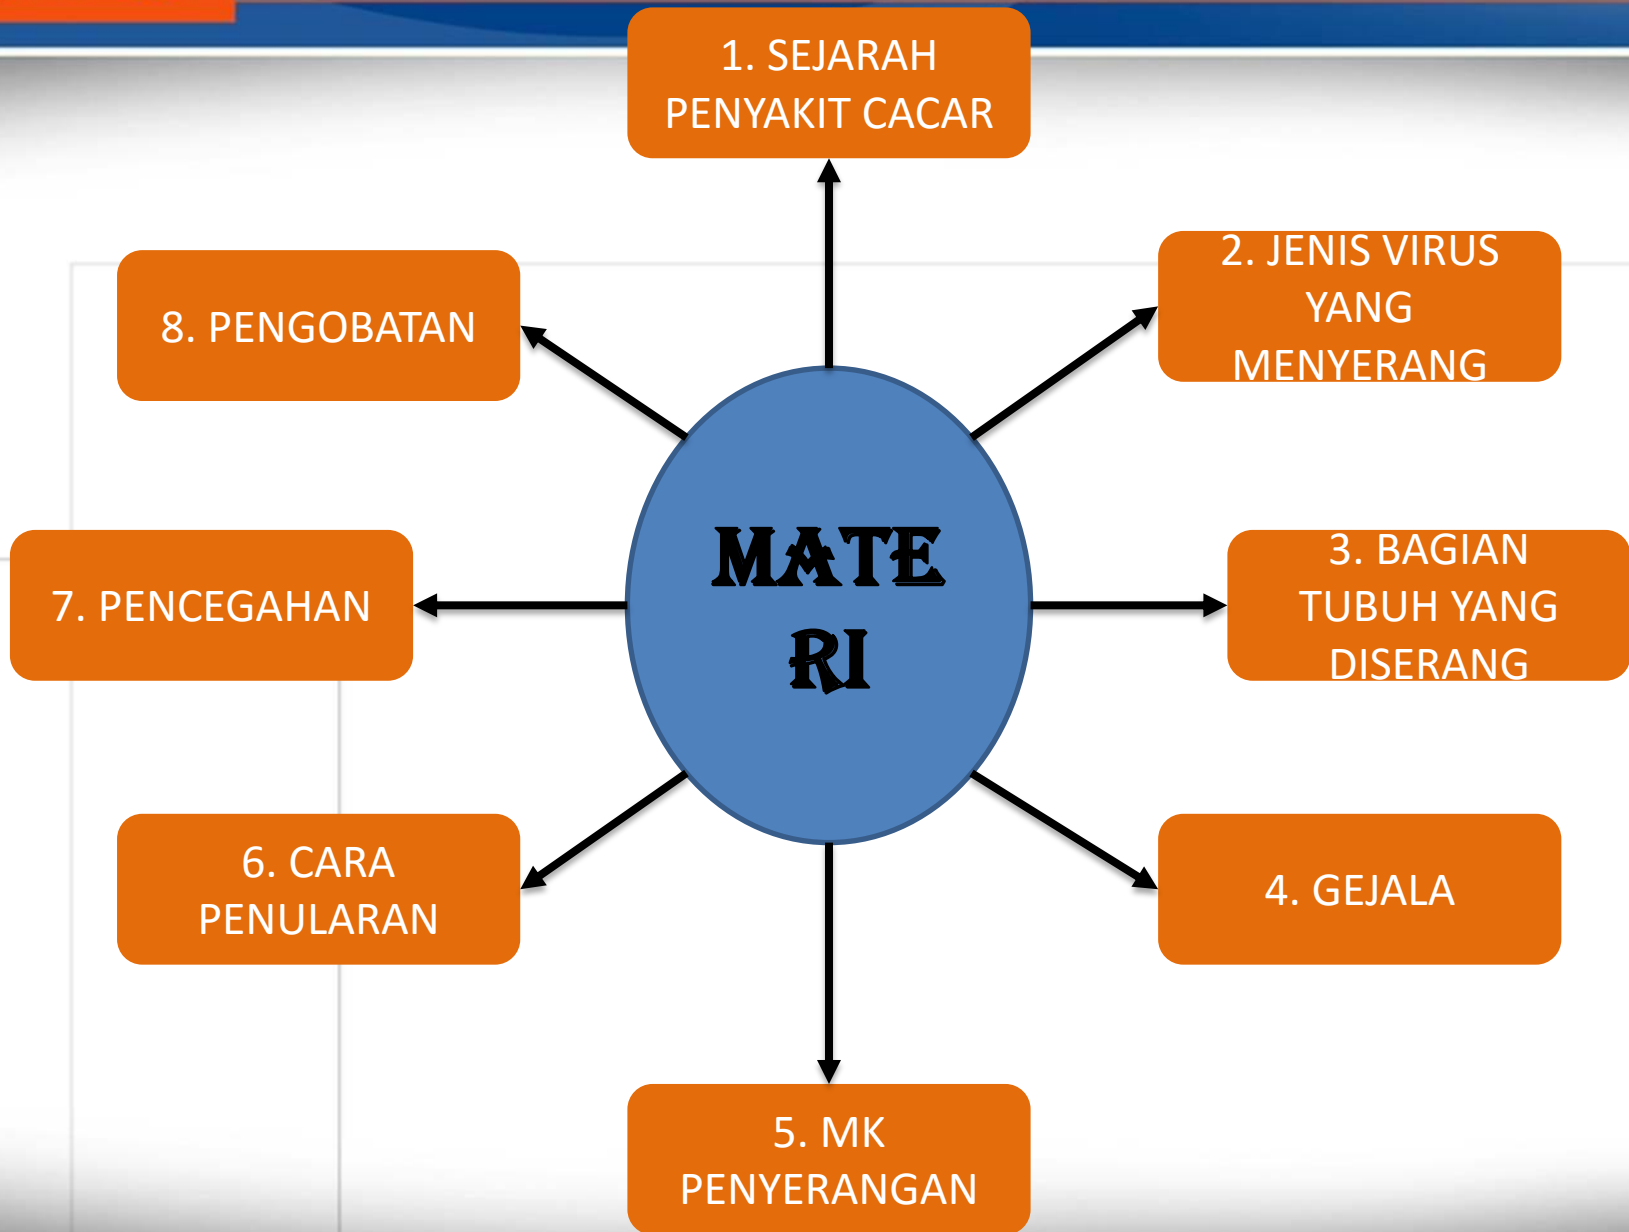 1. SEJARAH
PENYAKIT CACAR
2. JENIS VIRUS
YANG
MENYERANG
3. BAGIAN
TUBUH YANG
DISERANG
4. GEJALA
5. MK
PENYERANGAN
6. CARA
PENULARAN
7. PENCEGAHAN
8. PENGOBATAN
MATE
RI